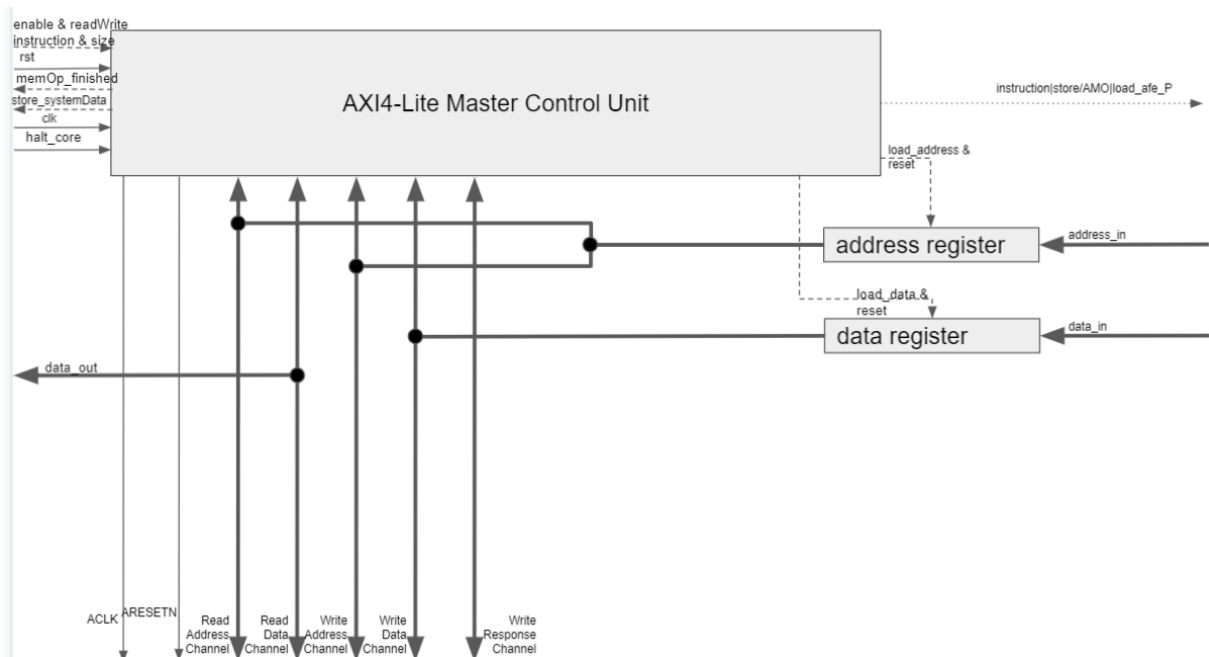 enable & readWrite
instruction & size
rst
memOp_finished
store_systemData
clk
halt_core
AXI4-Lite Master Control Unit
instruction|store/AMO|load_afe_P
load_address &
reset
address register
address_in
load_data &
reset
data register
data_in
data_out
ACLK
ARESETN
Read
Address
Channel
Read
Data
Channel
Write
Address
Channel
Write
Data
Channel
Write
Response
Channel